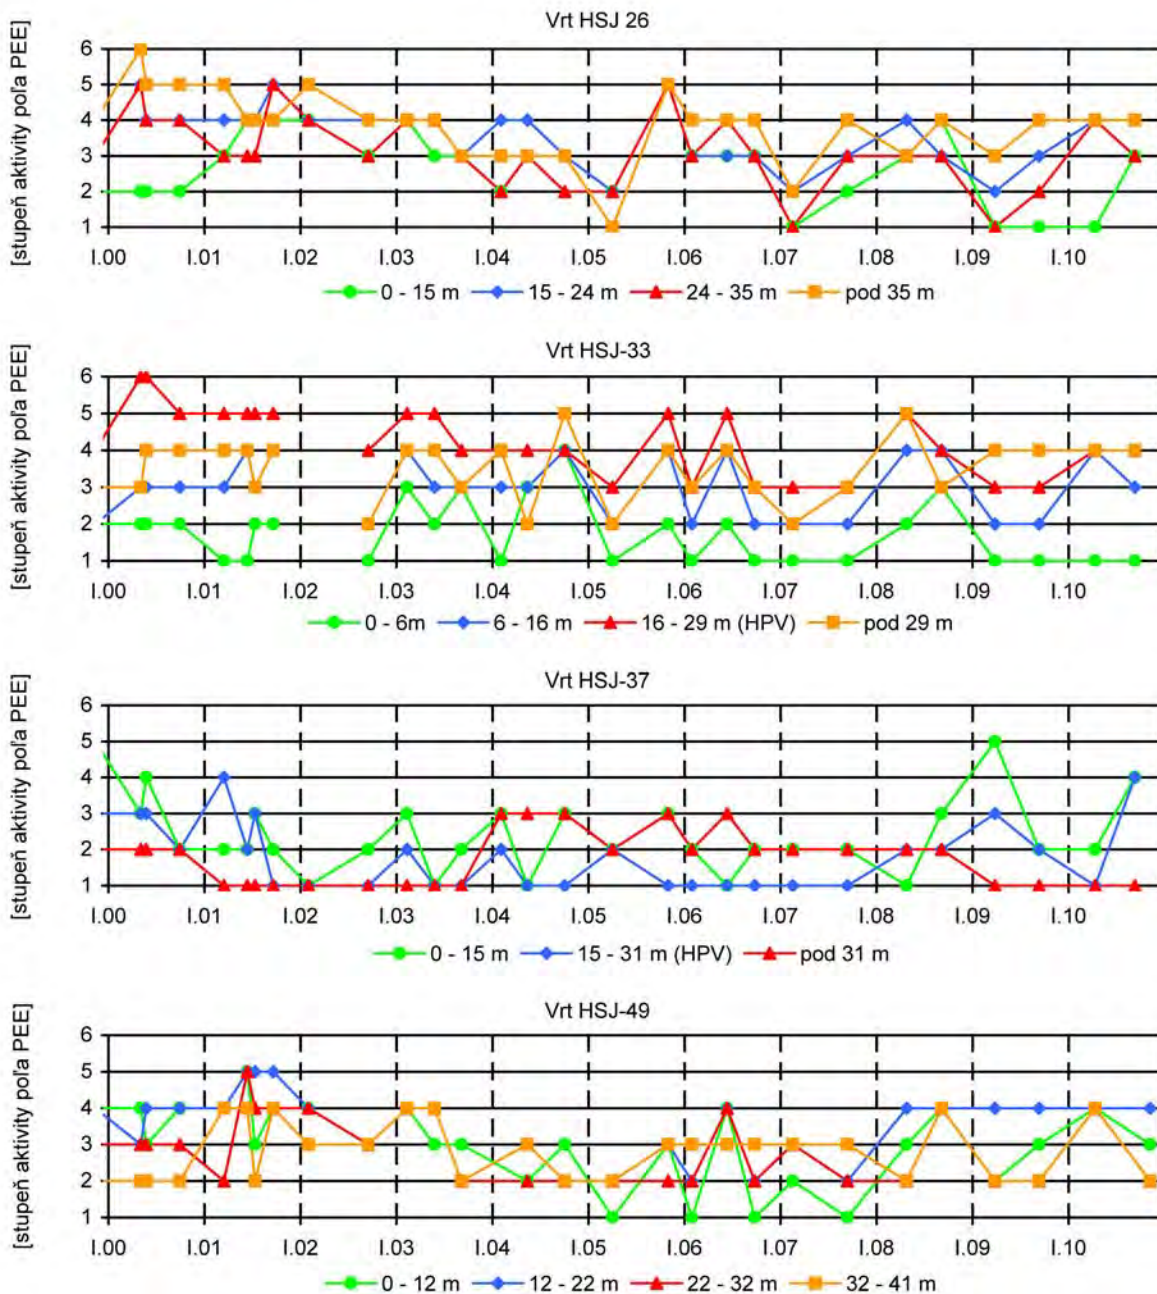 Vrt HSJ 26
[stupeň aktivity poľa PEE]
6
5
4
3
2
1
I.00 I.01 I.02 I.03 I.04 I.05 I.06 I.07 I.08 I.09 I.10
0 - 15 m 15 - 24 m 24 - 35 m pod 35 m
Vrt HSJ-33
[stupeň aktivity poľa PEE]
6
5
4
3
2
1
I.00 I.01 I.02 I.03 I.04 I.05 I.06 I.07 I.08 I.09 I.10
0 - 6m 6 - 16 m 16 - 29 m (HPV) pod 29 m
Vrt HSJ-37
[stupeň aktivity poľa PEE]
6
5
4
3
2
1
I.00 I.01 I.02 I.03 I.04 I.05 I.06 I.07 I.08 I.09 I.10
0 - 15 m 15 - 31 m (HPV) pod 31 m
Vrt HSJ-49
[stupeň aktivity poľa PEE]
6
5
4
3
2
1
I.00 I.01 I.02 I.03 I.04 I.05 I.06 I.07 I.08 I.09 I.10
0 - 12 m 12 - 22 m 22 - 32 m 32 - 41 m